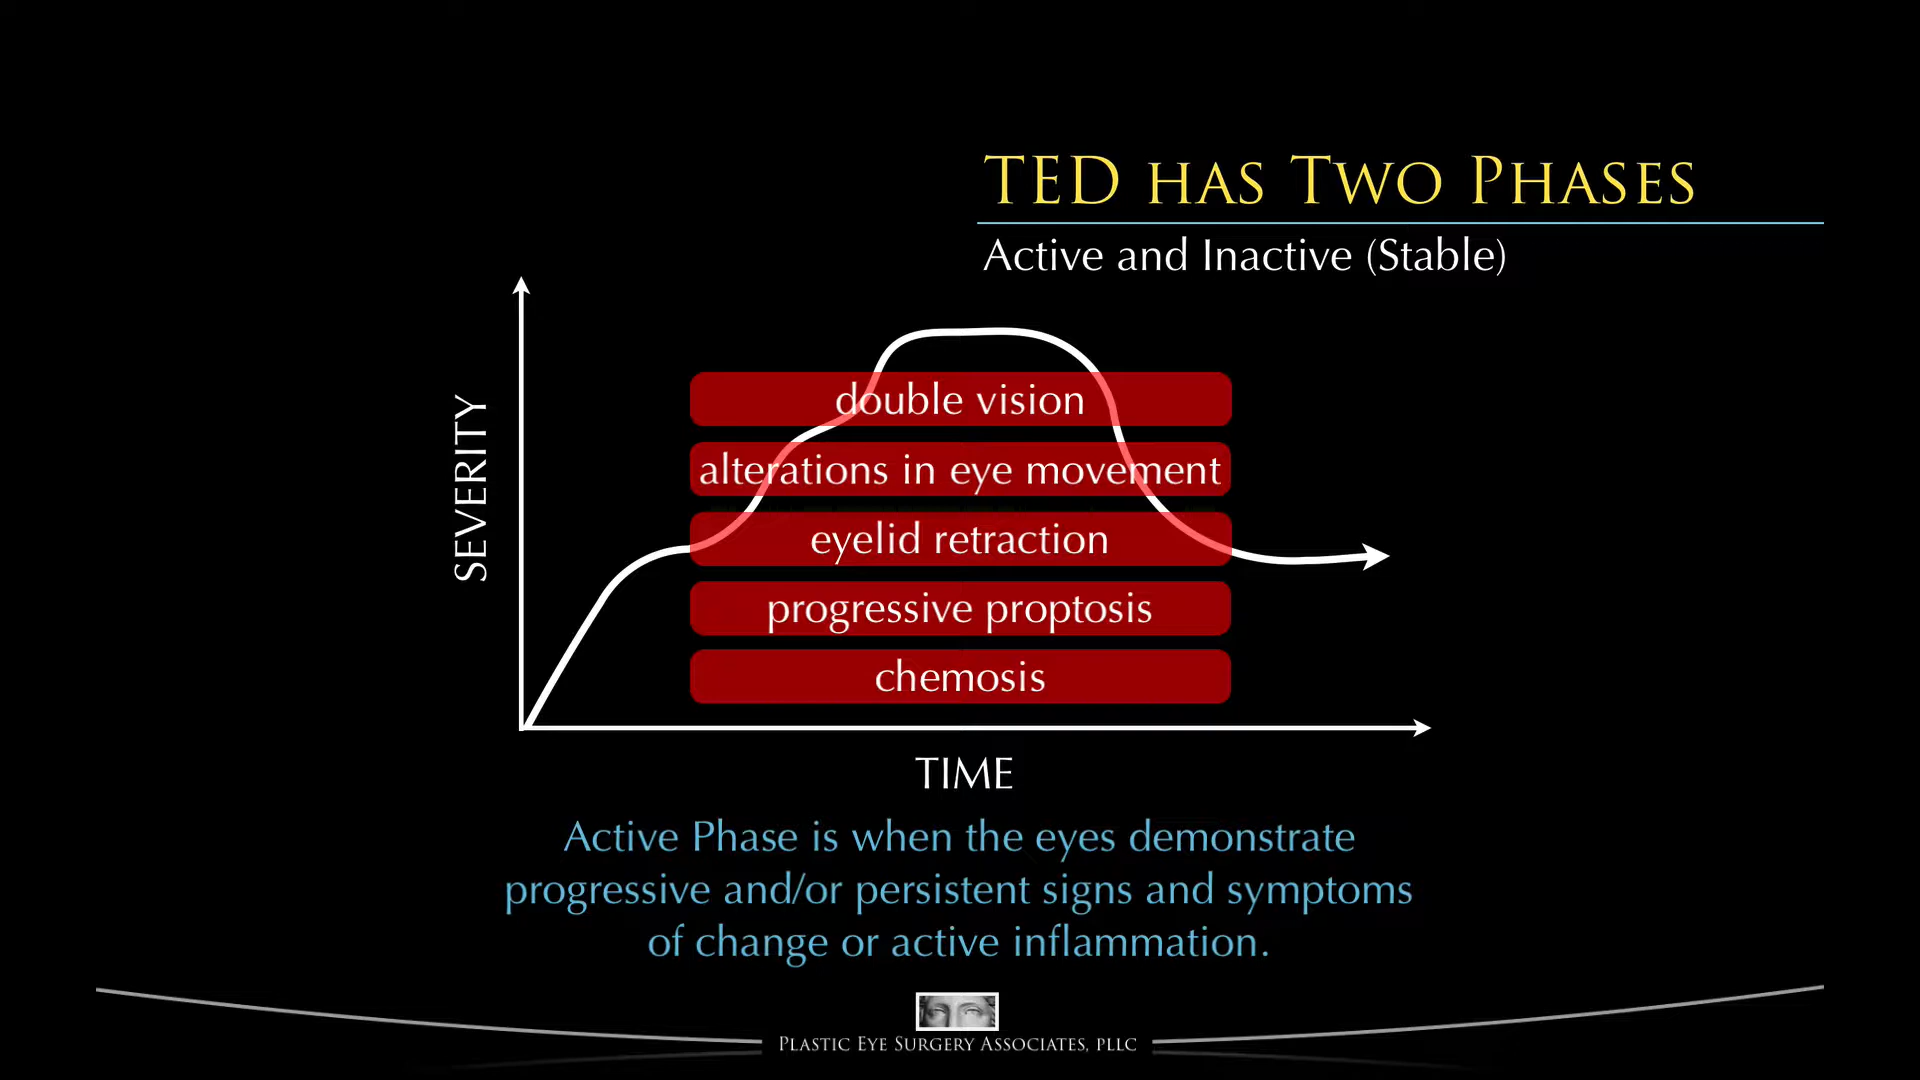 TED has Two Phases
Active and Inactive (Stable)
SEVERITY
double vision
alterations in eye movement
eyelid retraction
progressive proptosis
chemosis
TIME
Active Phase is when the eyes demonstrate
progressive and/or persistent signs and symptoms
of change or active inflammation.
Plastic Eye Surgery Associates, PLLC